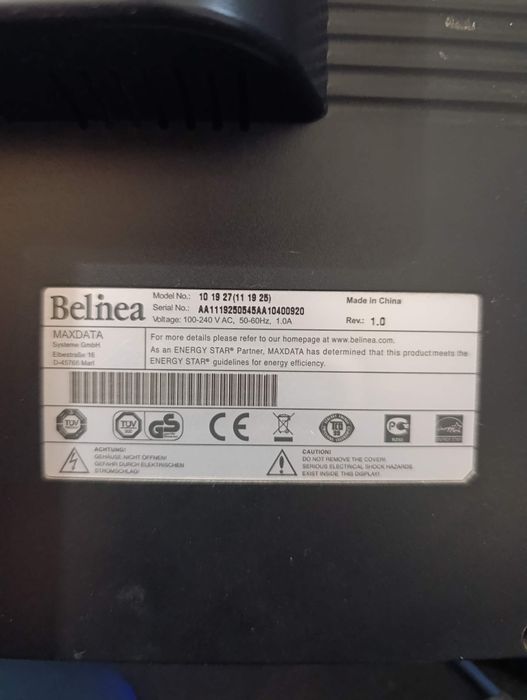 Belinea
Model No.: 10 19 27(11 19 25)
Made in China
Serial No.: AA1119250545AA10400920
Voltage: 100-240 V AC, 50-60Hz, 1.0A
Rev.: 1.0
MAXDATA
Systeme GmbH
Elbestraße 16
D-45768 Marl
For more details please refer to our homepage at www.belinea.com.
As an ENERGY STAR® Partner, MAXDATA has determined that this product meets the
ENERGY STAR® guidelines for energy efficiency.
TÜV
TÜV
GS
CE
TCO
99
ACHTUNG!
GEHÄUSE NICHT ÖFFNEN!
GEFAHR DURCH ELEKTRISCHEN
STROMSCHLAG!
CAUTION!
DO NOT REMOVE THE COVER!
SERIOUS ELECTRICAL SHOCK HAZARDS
EXIST INSIDE THIS DISPLAY.